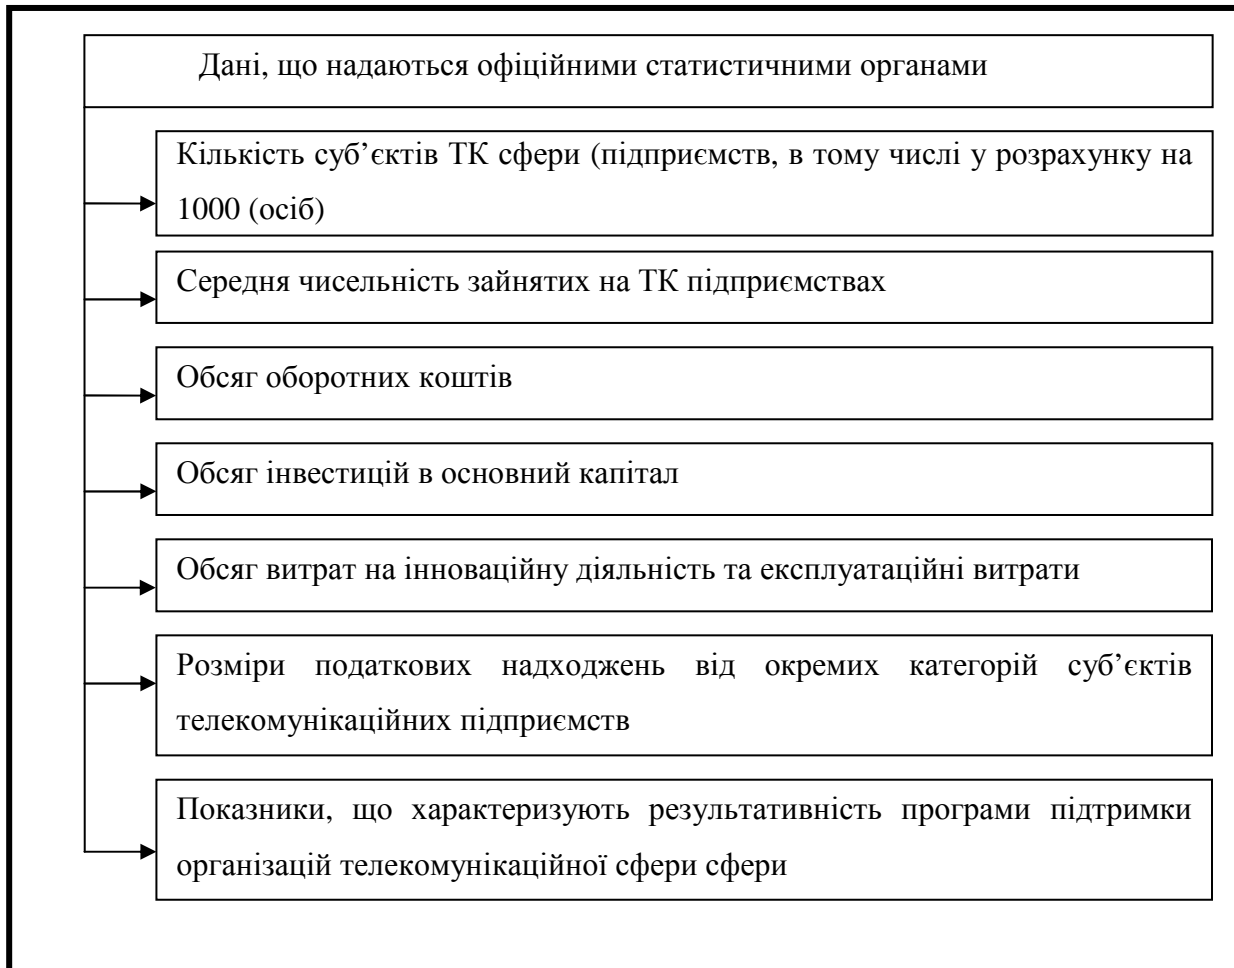 Дані, що надаються офіційними статистичними органами
Кількість суб’єктів ТК сфери (підприємств, в тому числі у розрахунку на
1000 (осіб)
Середня чисельність зайнятих на ТК підприємствах
Обсяг оборотних коштів
Обсяг інвестицій в основний капітал
Обсяг витрат на інноваційну діяльність та експлуатаційні витрати
Розміри податкових надходжень від окремих категорій суб’єктів
телекомунікаційних підприємств
Показники, що характеризують результативність програми підтримки
організацій телекомунікаційної сфери сфери